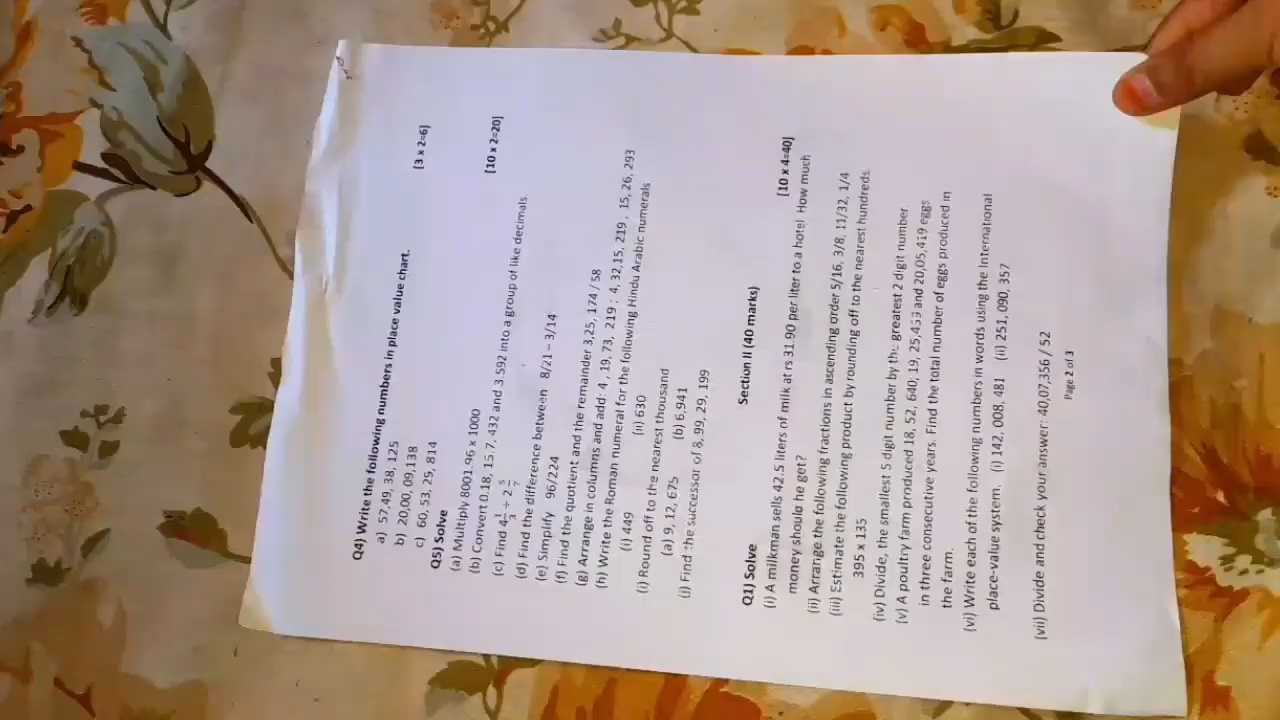 Q4) Write the following numbers in place value chart. [3 x 2=6]
a) 57,49, 38, 125
b) 20,00, 09,138
c) 60, 53, 25, 814
Q5) Solve [10 x 2=20]
(a) Multiply 8001.96 x 1000
(b) Convert 0.18, 15.7, 432 and 3.592 into a group of like decimals
(c) Find 4 1/3 ÷ 2 5/7
(d) Find the difference between 8/21 – 3/14
(e) Simplify 96/224
(f) Find the quotient and the remainder 3,25, 174 / 58
(g) Arrange in columns and add: 4, , 19, 73, 219 ; 4, 32,15, 219 ; 15, 26, 293
(h) Write the Roman numeral for the following Hindu Arabic numerals
(i) 449 (ii) 630
(i) Round off to the nearest thousand
(a) 9, 12, 675 (b) 6,941
(j) Find the successor of 8, 99, 29, 199
Section II (40 marks)
Q1) Solve [10 x 4=40]
(i) A milkman sells 42.5 liters of milk at rs 31.90 per liter to a hotel How much
money should he get?
(ii) Arrange the following fractions in ascending order 5/16, 3/8, 11/32, 1/4
(iii) Estimate the following product by rounding off to the nearest hundreds
395 x 135
(iv) Divide, the smallest 5 digit number by the greatest 2 digit number.
(v) A poultry farm produced 18, 52, 640; 19, 25,453 and 20,05,419 eggs
in three consecutive years. Find the total number of eggs produced in
the farm.
(vi) Write each of the following numbers in words using the International
place-value system. (i) 142, 008, 481 (ii) 251, 090, 357
(vii) Divide and check your answer: 40,07,356 / 52
Page 2 of 3